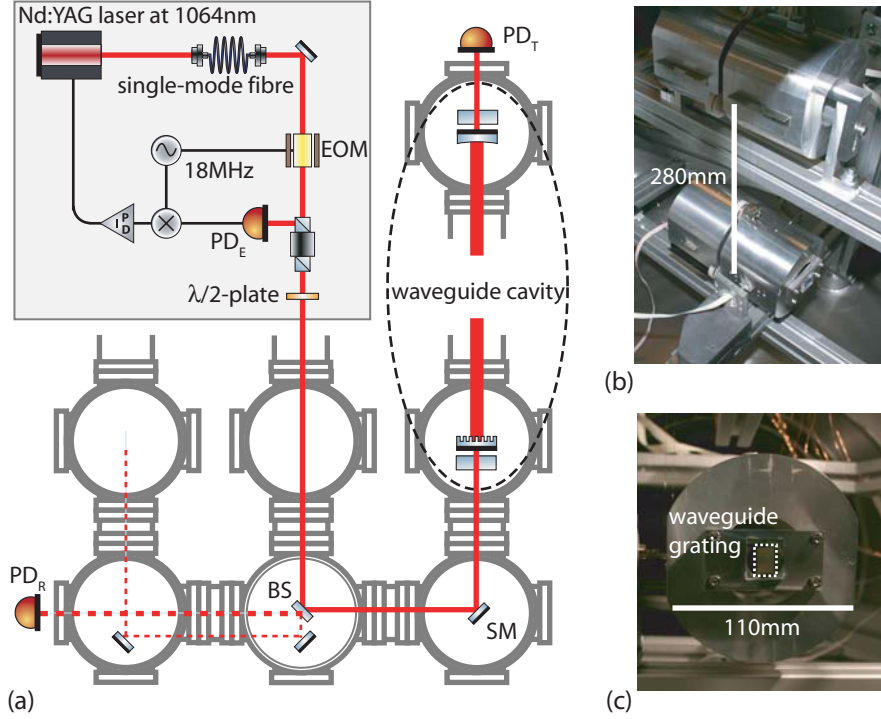 Nd:YAG laser at 1064nm
single-mode fibre
EOM
18MHz
PID
PD_E
λ/2-plate
PD_T
waveguide cavity
PD_R
BS
SM
(a)
280mm
(b)
waveguide
grating
110mm
(c)